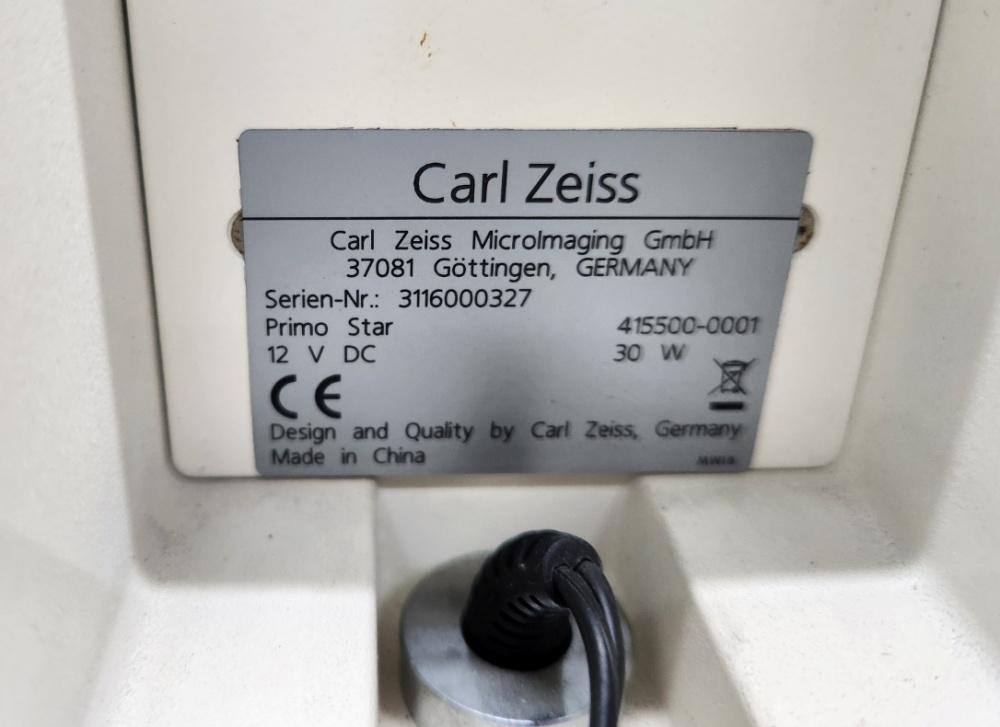 Carl Zeiss
Carl Zeiss MicroImaging GmbH
37081 Göttingen, GERMANY
Serien-Nr.: 3116000327
Primo Star 415500-0001
12 V DC 30 W
CE
Design and Quality by Carl Zeiss, Germany
Made in China